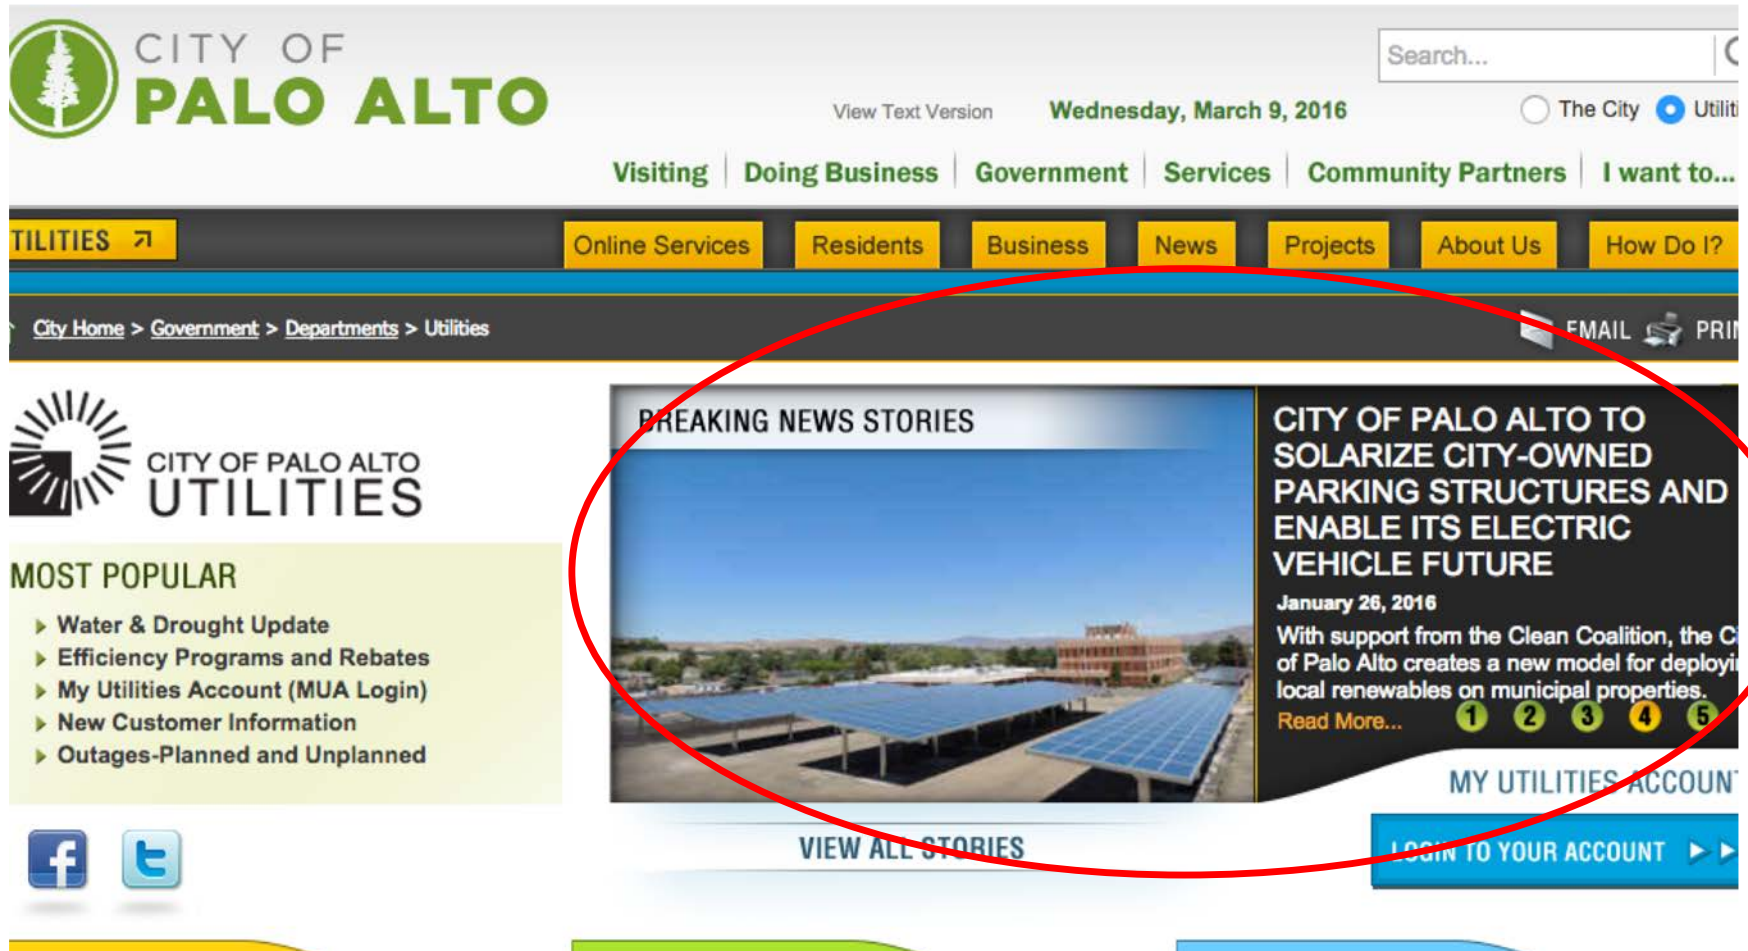 CITY OF
PALO ALTO
Search...
View Text Version
Wednesday, March 9, 2016
The City
Visiting
Doing Business
Government
Services
Community Partners
I want to...
Online Services
Residents
Business
News
Projects
About Us
How Do I?
City Home > Government > Departments > Utilities
EMAIL
CITY OF PALO ALTO
UTILITIES
MOST POPULAR
Water & Drought Update
Efficiency Programs and Rebates
My Utilities Account (MUA Login)
New Customer Information
Outages-Planned and Unplanned
BREAKING NEWS STORIES
CITY OF PALO ALTO TO
SOLARIZE CITY-OWNED
PARKING STRUCTURES AND
ENABLE ITS ELECTRIC
VEHICLE FUTURE
January 26, 2016
With support from the Clean Coalition, the
of Palo Alto creates a new model for
local renewables on municipal properties.
Read More...
1 2 3 4 5
VIEW ALL STORIES
MY UTILITIES ACCOUNT
LOGIN TO YOUR ACCOUNT